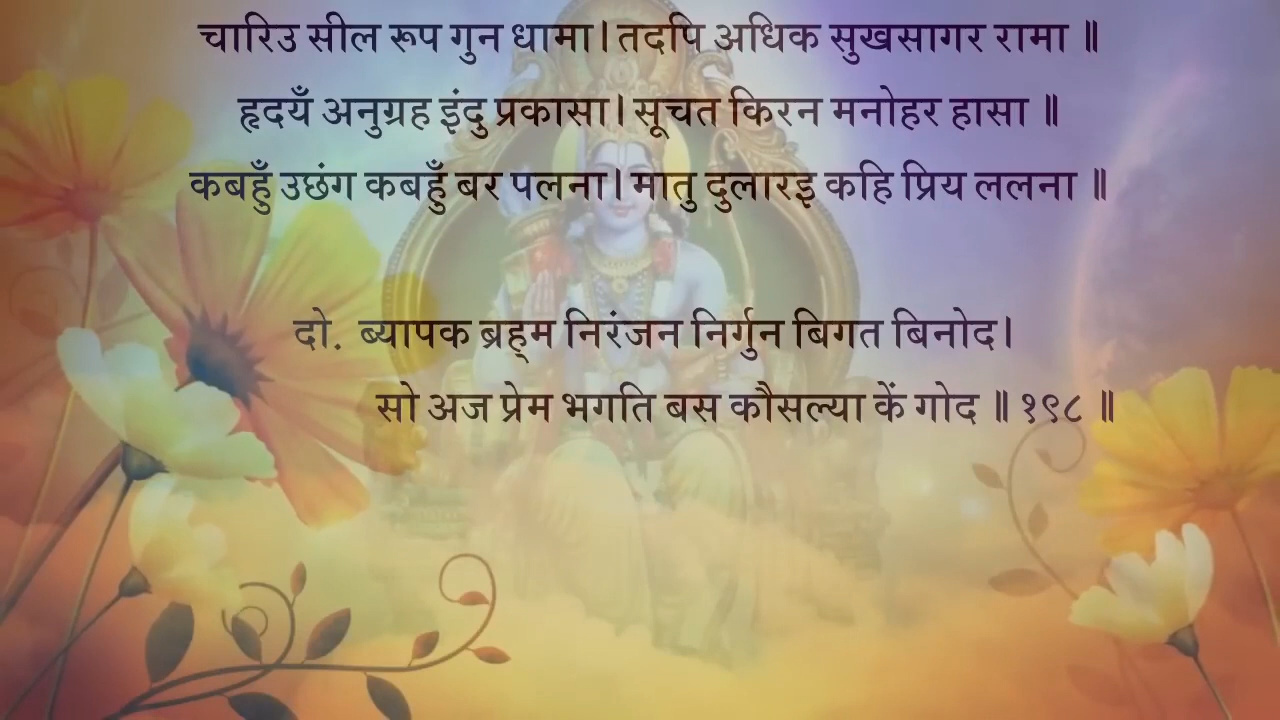 चारिउ सील रूप गुन धामा। तदपि अधिक सुखसागर रामा ॥
हृदयँ अनुग्रह इंदु प्रकासा। सूचत किरन मनोहर हासा ॥
कबहुँ उछंग कबहुँ बर पलना। मातु दुलारइ कहि प्रिय ललना ॥
दो. ब्यापक ब्रह्म निरंजन निर्गुन बिगत बिनोद।
सो अज प्रेम भगति बस कौसल्या कें गोद ॥ १९८ ॥